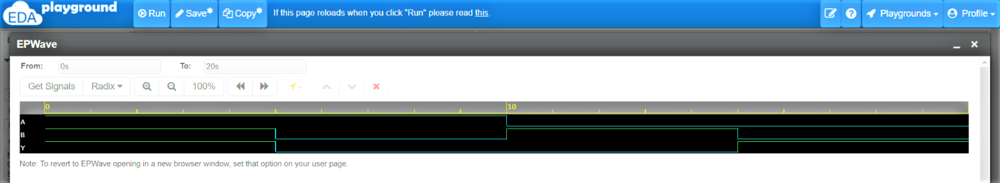 EDA playground Run Save* Copy* If this page reloads when you click "Run" please read this. ? Playgrounds Profile
EPWave
From: 0s To: 20s
Get Signals Radix 100%
0 10
A
B
Y
Note: To revert to EPWave opening in a new browser window, set that option on your user page.